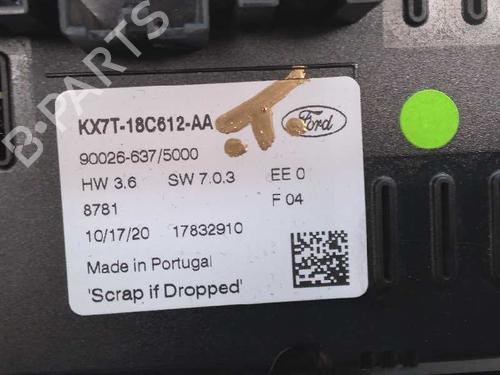 B-PARTS
KX7T-18C612-AA
Ford
90026-637/5000
HW 3.6 SW 7.0.3 EE 0
8781 F 04
10/17/20 17832910
Made in Portugal
'Scrap if Dropped'